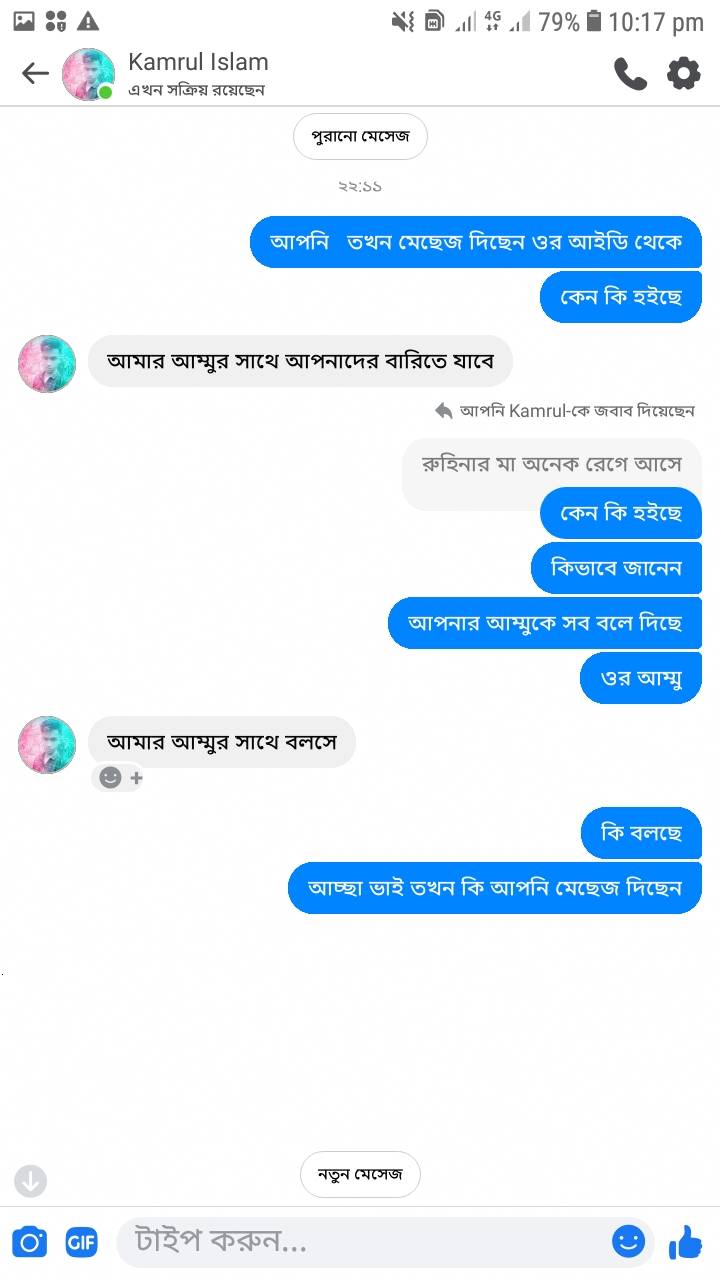 4G 79% 10:17 pm
Kamrul Islam
এখন সক্রিয় রয়েছেন
পুরানো মেসেজ
২২:১১
আপনি তখন মেছেজ দিছেন ওর আইডি থেকে
কেন কি হইছে
আমার আম্মুর সাথে আপনাদের বারিতে যাবে
আপনি Kamrul-কে জবাব দিয়েছেন
রুহিনার মা অনেক রেগে আসে
কেন কি হইছে
কিভাবে জানেন
আপনার আম্মুকে সব বলে দিছে
ওর আম্মু
আমার আম্মুর সাথে বলসে
কি বলছে
আচ্ছা ভাই তখন কি আপনি মেছেজ দিছেন
নতুন মেসেজ
GIF টাইপ করুন...